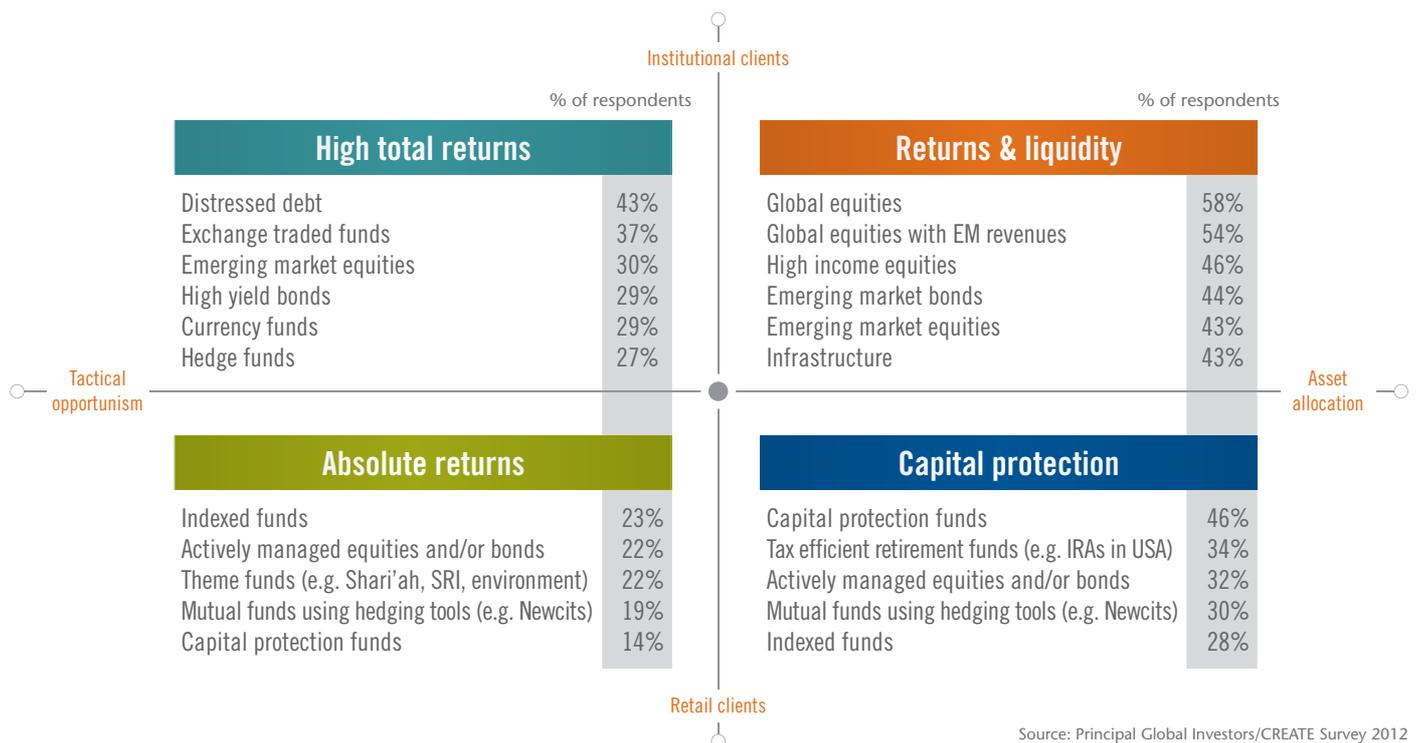 Institutional clients
% of respondents
% of respondents
High total returns
Distressed debt 43%
Exchange traded funds 37%
Emerging market equities 30%
High yield bonds 29%
Currency funds 29%
Hedge funds 27%
Returns & liquidity
Global equities 58%
Global equities with EM revenues 54%
High income equities 46%
Emerging market bonds 44%
Emerging market equities 43%
Infrastructure 43%
Tactical
opportunism
Asset
allocation
Absolute returns
Indexed funds 23%
Actively managed equities and/or bonds 22%
Theme funds (e.g. Shari’ah, SRI, environment) 22%
Mutual funds using hedging tools (e.g. Newcits) 19%
Capital protection funds 14%
Capital protection
Capital protection funds 46%
Tax efficient retirement funds (e.g. IRAs in USA) 34%
Actively managed equities and/or bonds 32%
Mutual funds using hedging tools (e.g. Newcits) 30%
Indexed funds 28%
Retail clients
Source: Principal Global Investors/CREATE Survey 2012